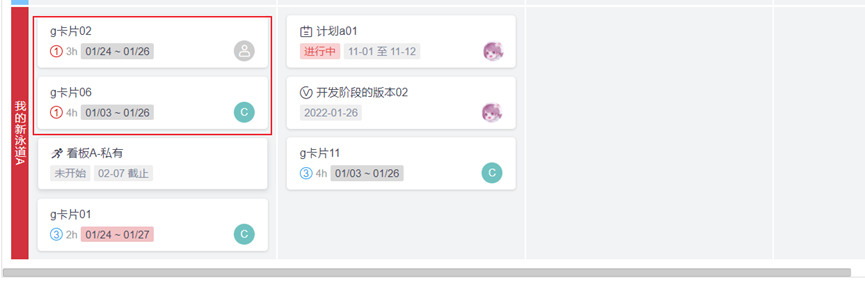 我的新泳道A
g卡片02
1 3h 01/24 ~ 01/26
g卡片06
1 4h 01/03 ~ 01/26 C
看板A-私有
未开始 02-07 截止
g卡片01
3 2h 01/24 ~ 01/27 C
计划a01
进行中 11-01 至 11-12
开发阶段的版本02
2022-01-26
g卡片11
3 4h 01/03 ~ 01/26 C